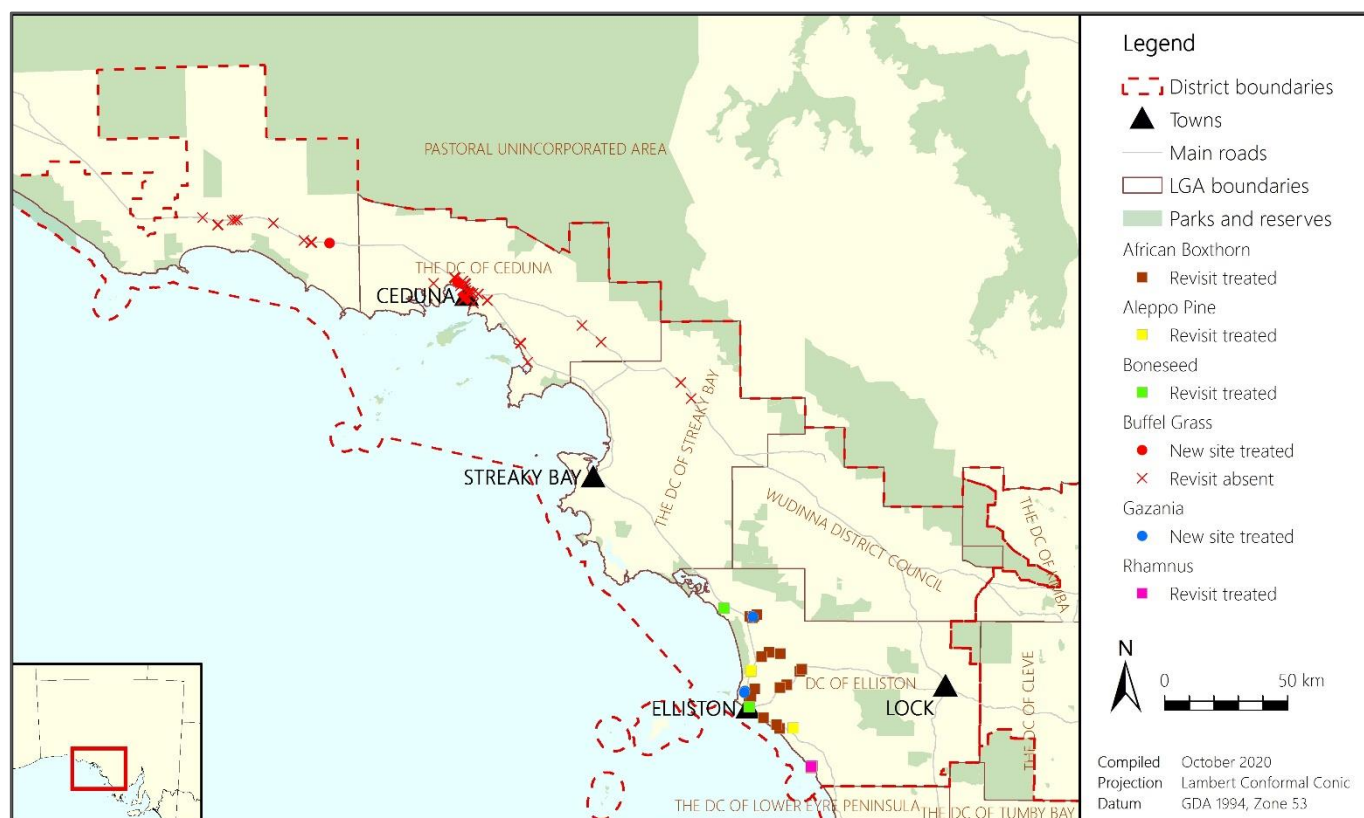 PASTORAL UNINCORPORATED AREA
THE DC OF CEDUNA
CEDUNA
STREAKY BAY
THE DC OF STREAKY BAY
WUDINNA DISTRICT COUNCIL
THE DC OF KIMBA
DC OF ELLISTON
ELLISTON
LOCK
THE DC OF CLEVE
THE DC OF LOWER EYRE PENINSULA
THE DC OF TUMBY BAY
Legend
District boundaries
Towns
Main roads
LGA boundaries
Parks and reserves
African Boxthorn
Revisit treated
Aleppo Pine
Revisit treated
Boneseed
Revisit treated
Buffel Grass
New site treated
Revisit absent
Gazania
New site treated
Rhamnus
Revisit treated
N
0 50 km
Compiled October 2020
Projection Lambert Conformal Conic
Datum GDA 1994, Zone 53